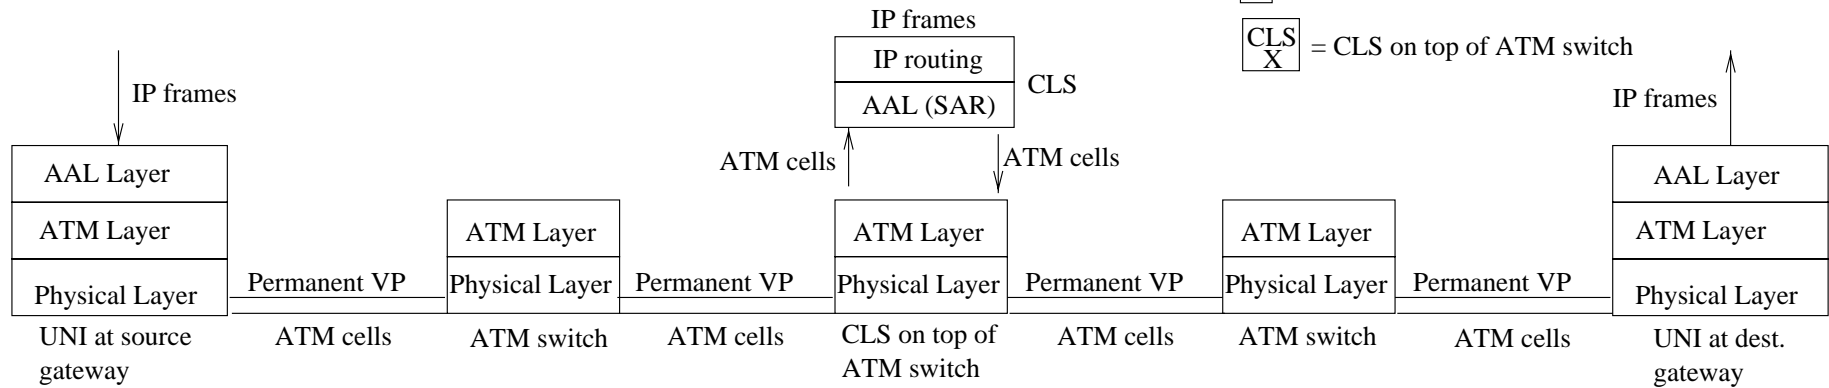 IP frames
CLS
X
= CLS on top of ATM switch
IP routing
CLS
AAL (SAR)
IP frames
IP frames
ATM cells
ATM cells
AAL Layer
ATM Layer
Physical Layer
ATM Layer
Physical Layer
ATM Layer
Physical Layer
ATM Layer
Physical Layer
AAL Layer
ATM Layer
Physical Layer
Permanent VP
Permanent VP
Permanent VP
Permanent VP
UNI at source
gateway
ATM cells
ATM switch
ATM cells
CLS on top of
ATM switch
ATM cells
ATM switch
ATM cells
UNI at dest.
gateway